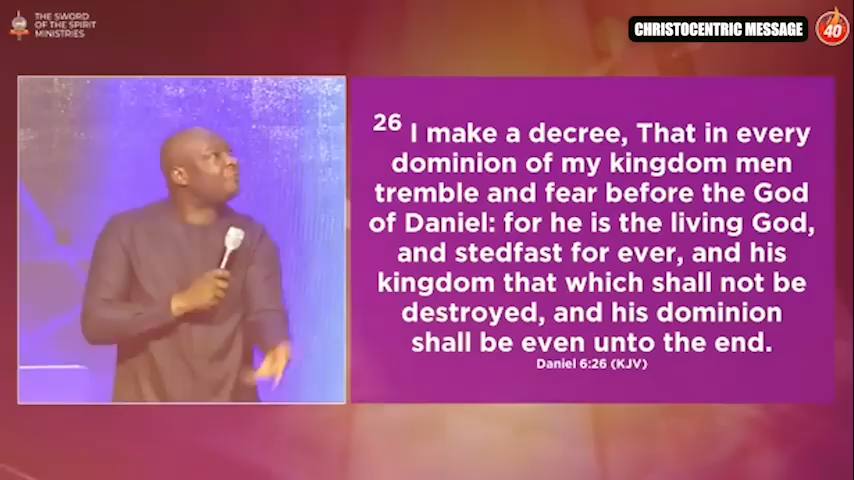 THE SWORD
OF THE SPIRIT
MINISTRIES
CHRISTOCENTRIC MESSAGE
40
26 I make a decree, That in every
dominion of my kingdom men
tremble and fear before the God
of Daniel: for he is the living God,
and stedfast for ever, and his
kingdom that which shall not be
destroyed, and his dominion
shall be even unto the end.
Daniel 6:26 (KJV)